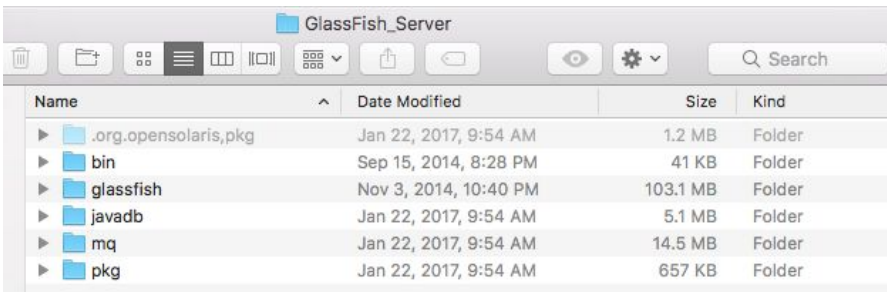 GlassFish_Server
Search
Name Date Modified Size Kind
.org.opensolaris,pkg Jan 22, 2017, 9:54 AM 1.2 MB Folder
bin Sep 15, 2014, 8:28 PM 41 KB Folder
glassfish Nov 3, 2014, 10:40 PM 103.1 MB Folder
javadb Jan 22, 2017, 9:54 AM 5.1 MB Folder
mq Jan 22, 2017, 9:54 AM 14.5 MB Folder
pkg Jan 22, 2017, 9:54 AM 657 KB Folder